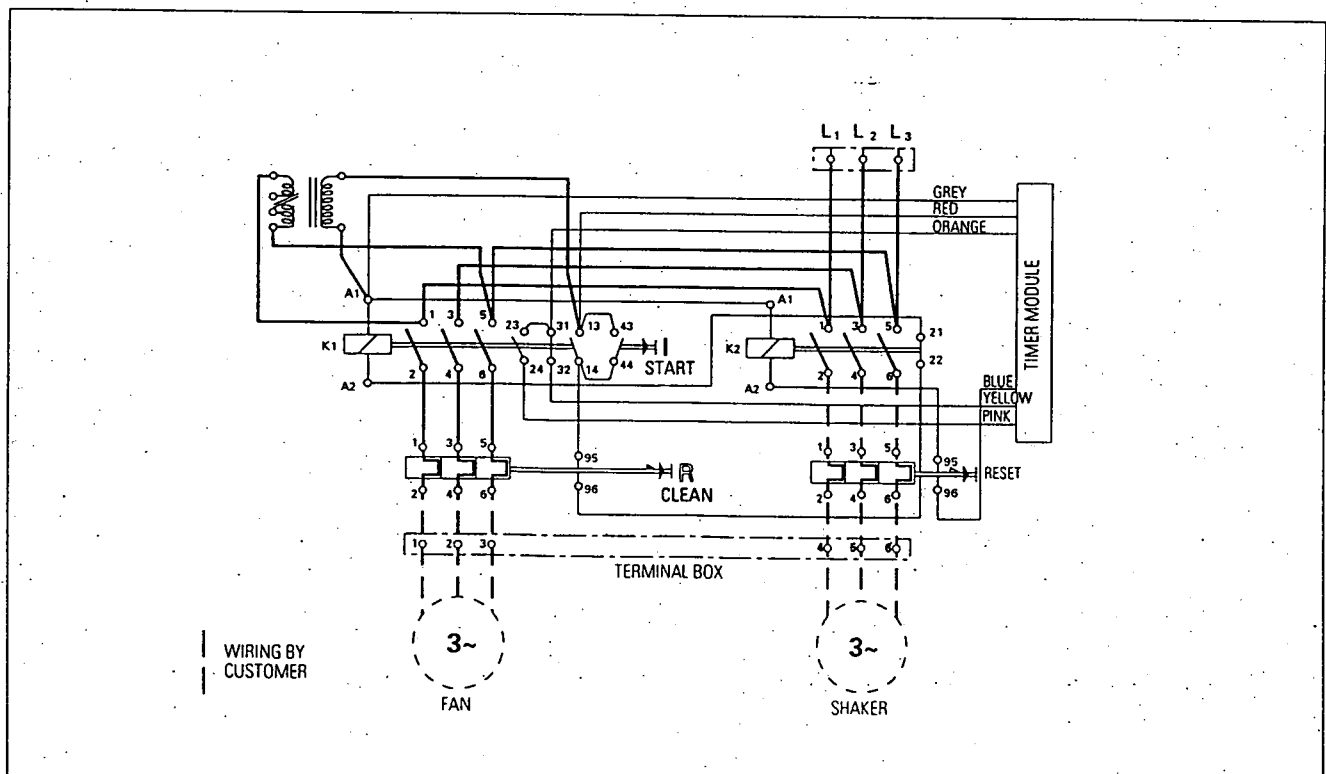 L1 L2 L3
GREY
RED
ORANGE
TIMER MODULE
A1
1 3 5 23 31 13 43
A1
1 3 5 21
K1
START
K2
22
2 4 6 24 32 14 44
2 4 6
A2
A2
BLUE
YELLOW
PINK
1 3 5 95
1 3 5 95
R
CLEAN
RESET
2 4 6 96
2 4 6 96
1 2 3
4 5 6
TERMINAL BOX
3~
3~
WIRING BY
CUSTOMER
FAN
SHAKER